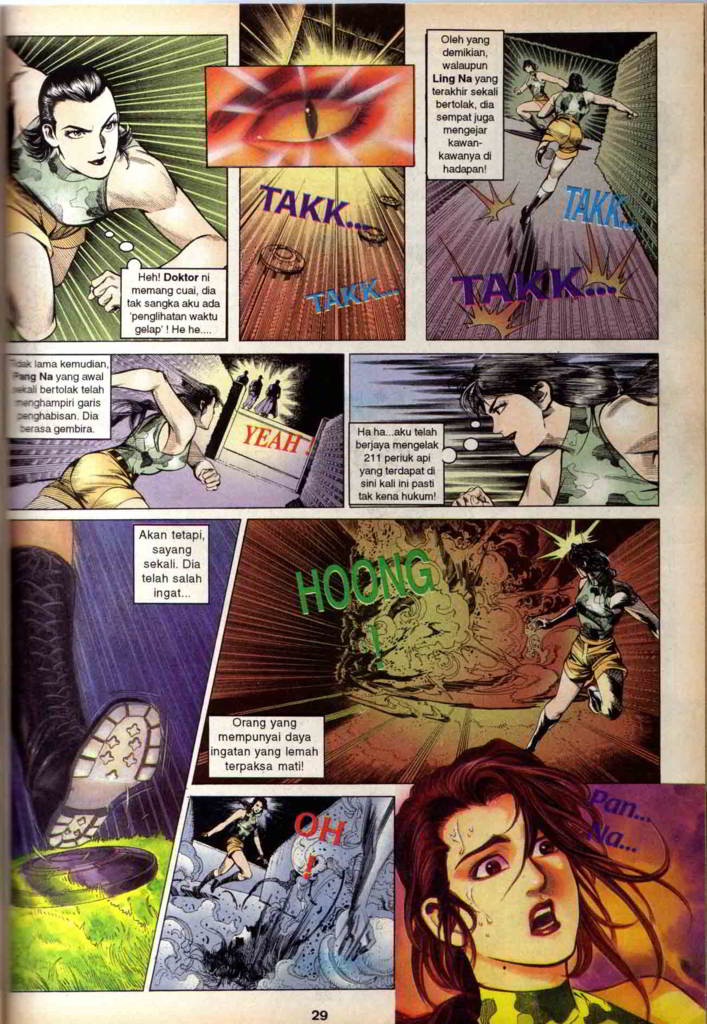 Heh! Doktor ni
memang cuai, dia
tak sangka aku ada
'penglihatan waktu
gelap' ! He he....
TAKK...
TAKK...
Oleh yang
demikian,
walaupun
Ling Na yang
terakhir sekali
bertolak, dia
sempat juga
mengejar
kawan-
kawanya di
hadapan!
TAKK...
TAKK...
Tidak lama kemudian,
Pang Na yang awal
sekali bertolak telah
menghampiri garis
penghabisan. Dia
berasa gembira.
YEAH!
Ha ha...aku telah
berjaya mengelak
211 periuk api
yang terdapat di
sini kali ini pasti
tak kena hukum!
Akan tetapi,
sayang
sekali. Dia
telah salah
ingat...
HOONG
!
Orang yang
mempunyai daya
ingatan yang lemah
terpaksa mati!
OH
!
Pan...
Na...
29